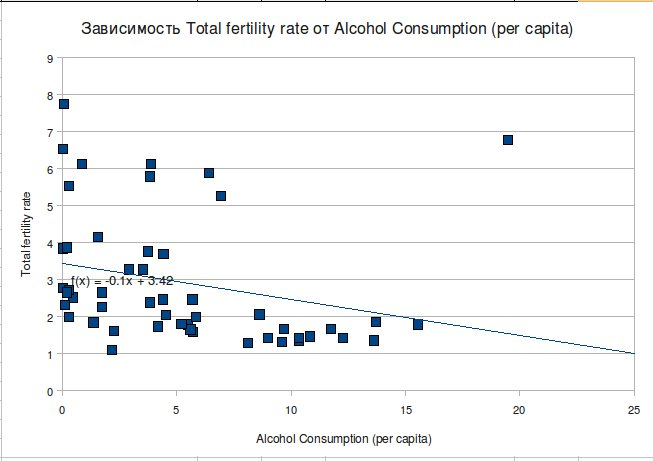 Зависимость Total fertility rate от Alcohol Consumption (per capita)
9
8
7
6
5
4
3
2
1
0
Total fertility rate
f(x) = -0.1x + 3.42
0 5 10 15 20 25
Alcohol Consumption (per capita)